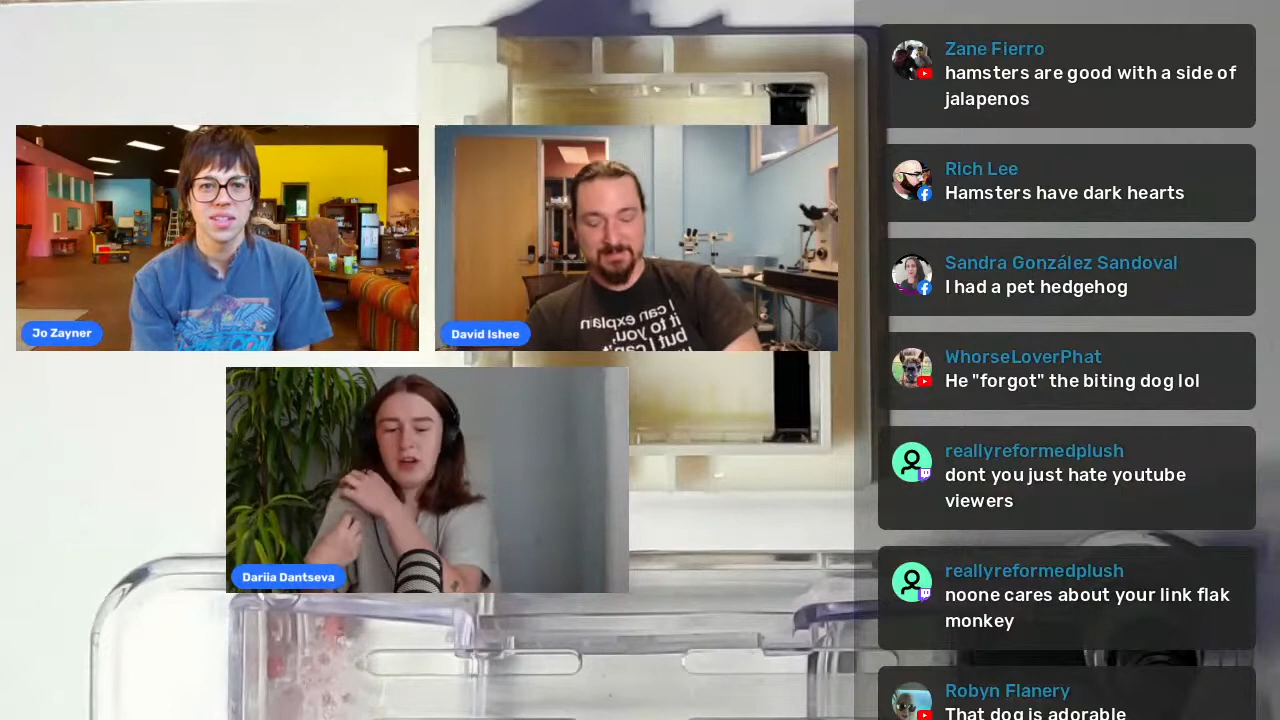 Zane Fierro
hamsters are good with a side of
jalapenos
Rich Lee
Hamsters have dark hearts
Sandra González Sandoval
I had a pet hedgehog
WhorseLoverPhat
He "forgot" the biting dog lol
reallyreformedplush
dont you just hate youtube
viewers
reallyreformedplush
noone cares about your link flak
monkey
Robyn Flanery
That dog is adorable
Jo Zayner
David Ishee
I can explain
it to you,
but I can't
Dariia Dantseva